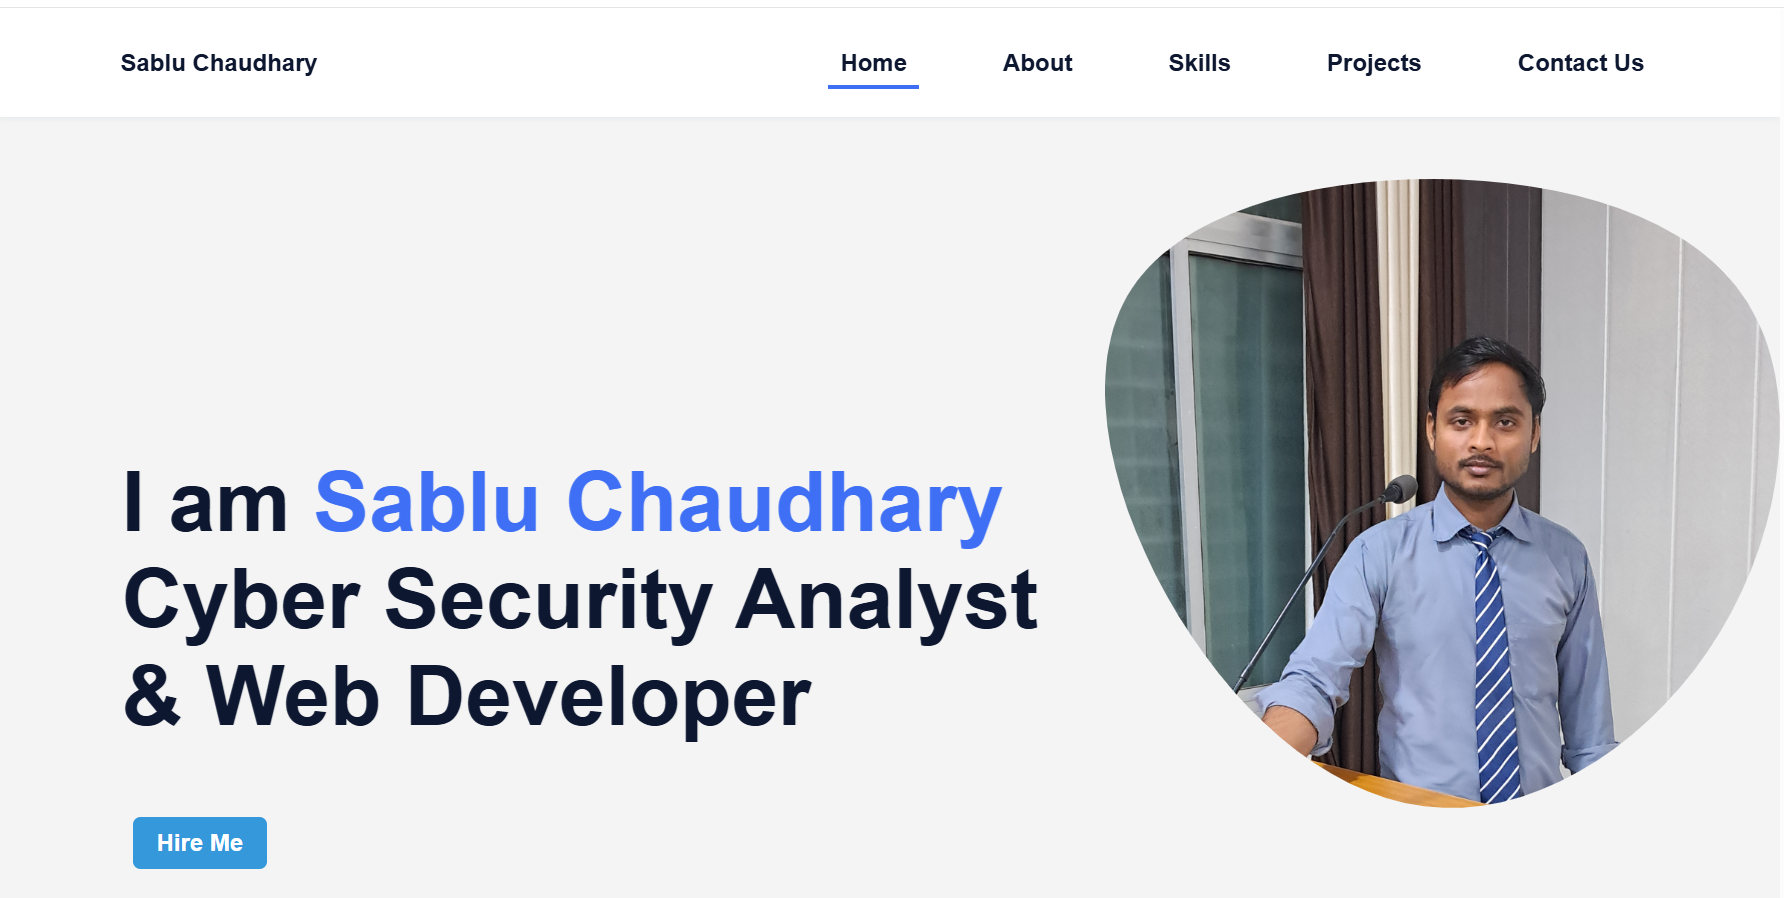 Sablu Chaudhary
Home About Skills Projects Contact Us
I am Sablu Chaudhary
Cyber Security Analyst
& Web Developer
Hire Me